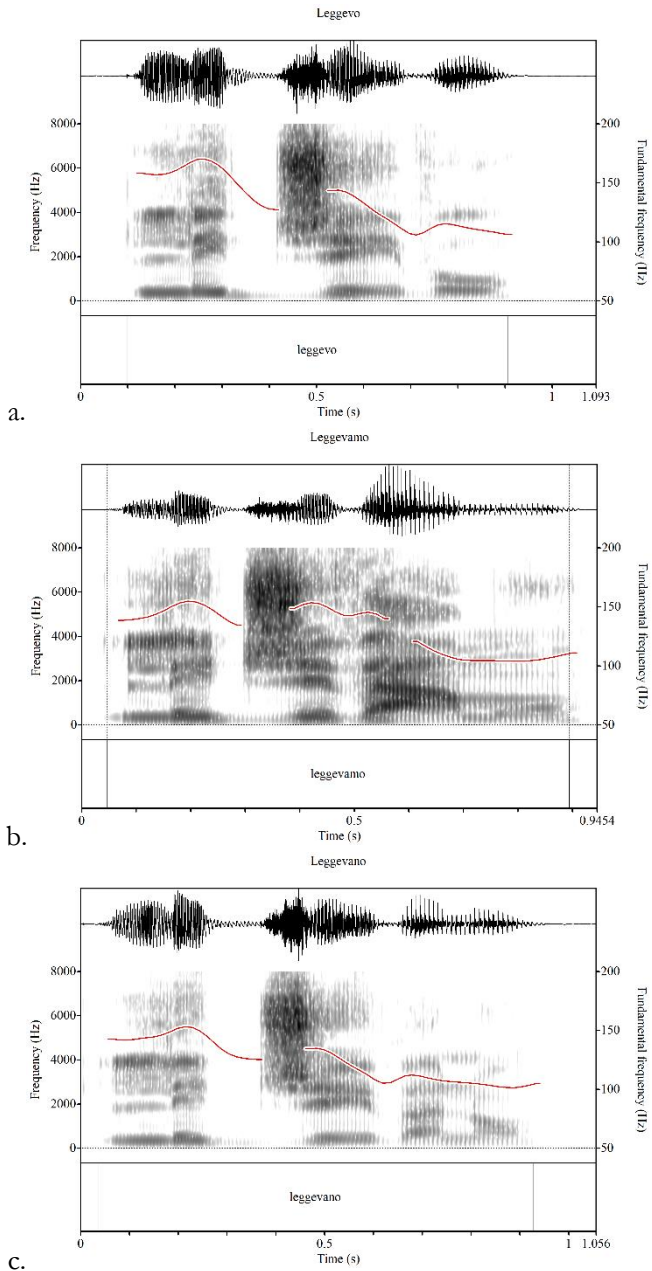 Leggevo
8000
6000
4000
2000
0
Frequency (Hz)
200
150
100
50
Fundamental frequency (Hz)
leggevo
0
0.5
1
1.093
Time (s)
a.
Leggevamo
8000
6000
4000
2000
0
Frequency (Hz)
200
150
100
50
Fundamental frequency (Hz)
leggevamo
0
0.5
0.9454
Time (s)
b.
Leggevano
8000
6000
4000
2000
0
Frequency (Hz)
200
150
100
50
Fundamental frequency (Hz)
leggevano
0
0.5
1
1.056
Time (s)
c.